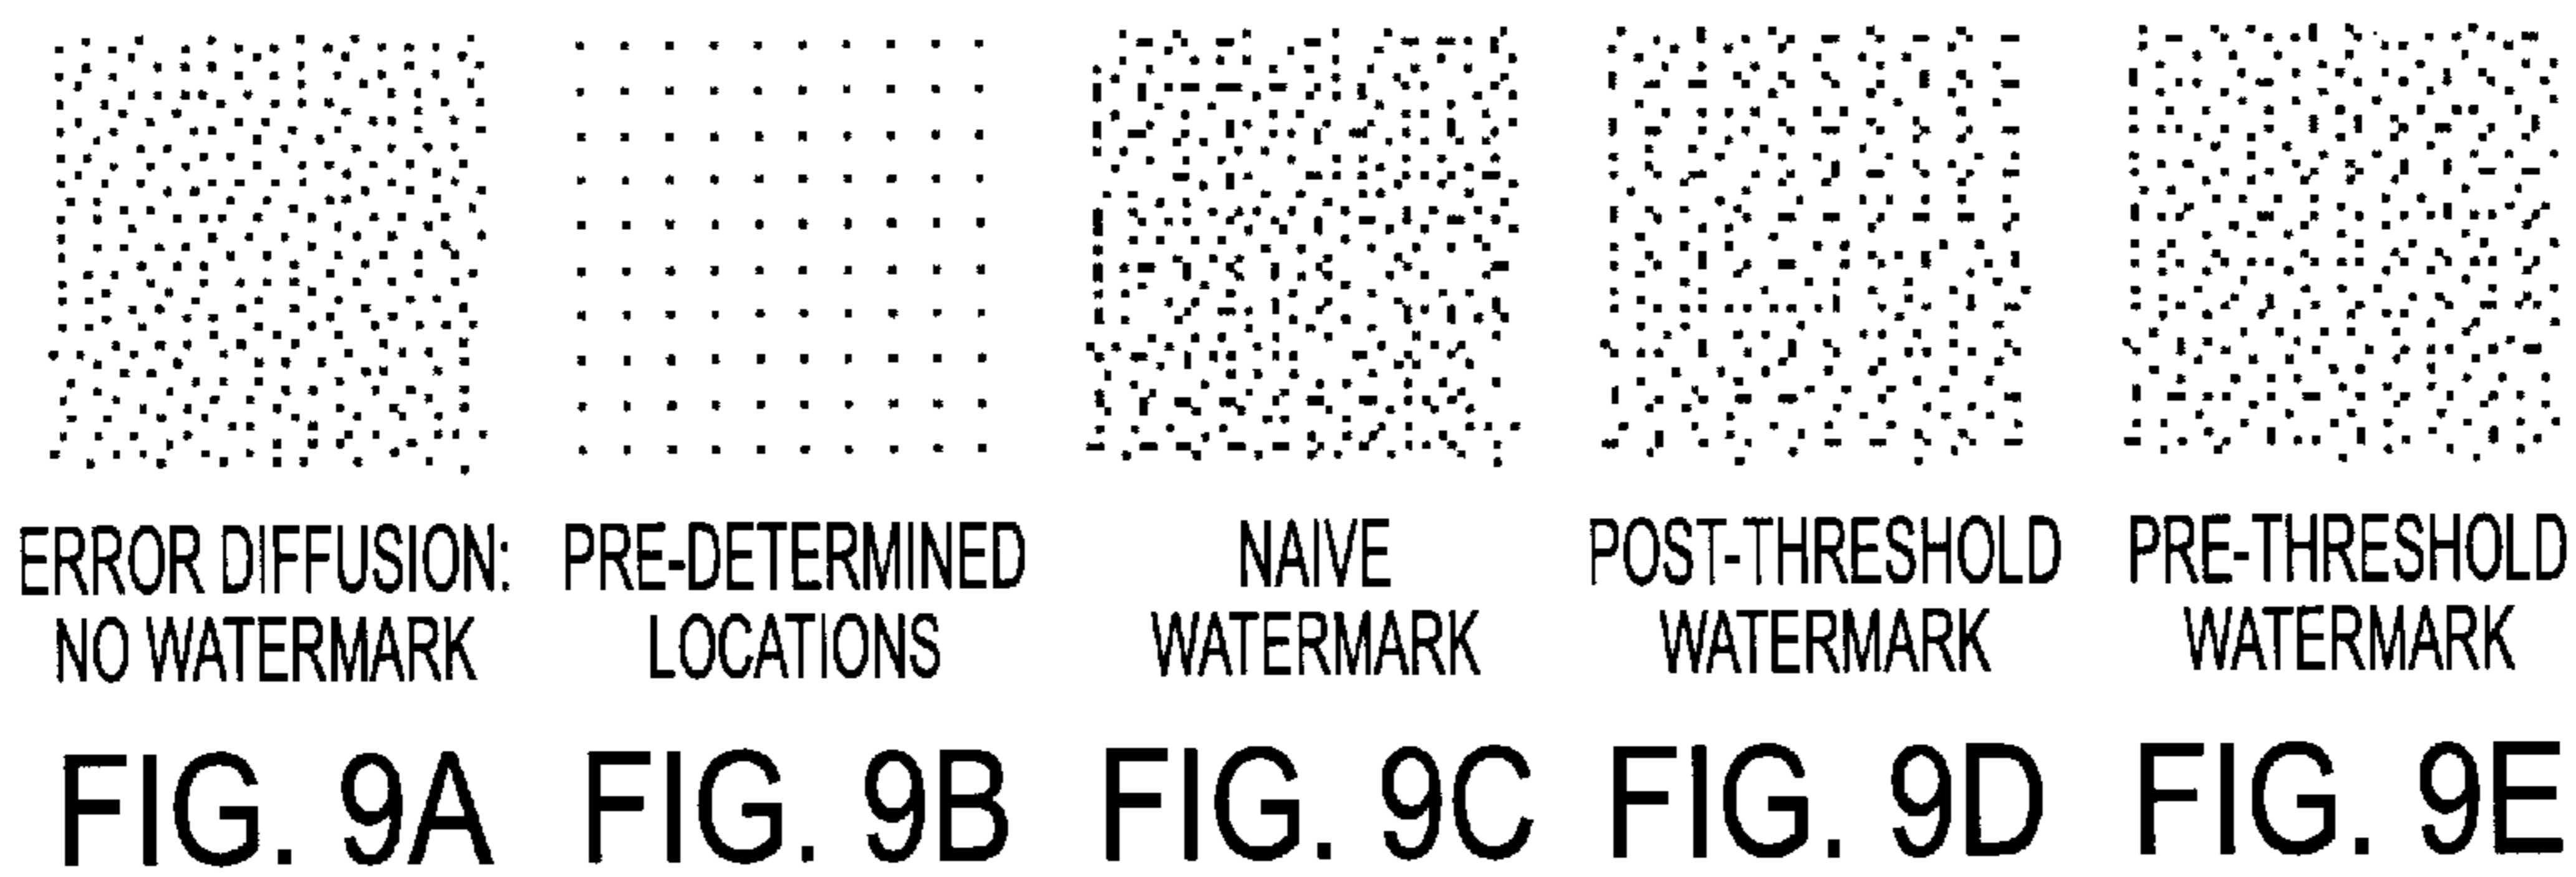 ERROR DIFFUSION:
NO WATERMARK
FIG. 9A
PRE-DETERMINED
LOCATIONS
FIG. 9B
NAIVE
WATERMARK
FIG. 9C
POST-THRESHOLD
WATERMARK
FIG. 9D
PRE-THRESHOLD
WATERMARK
FIG. 9E